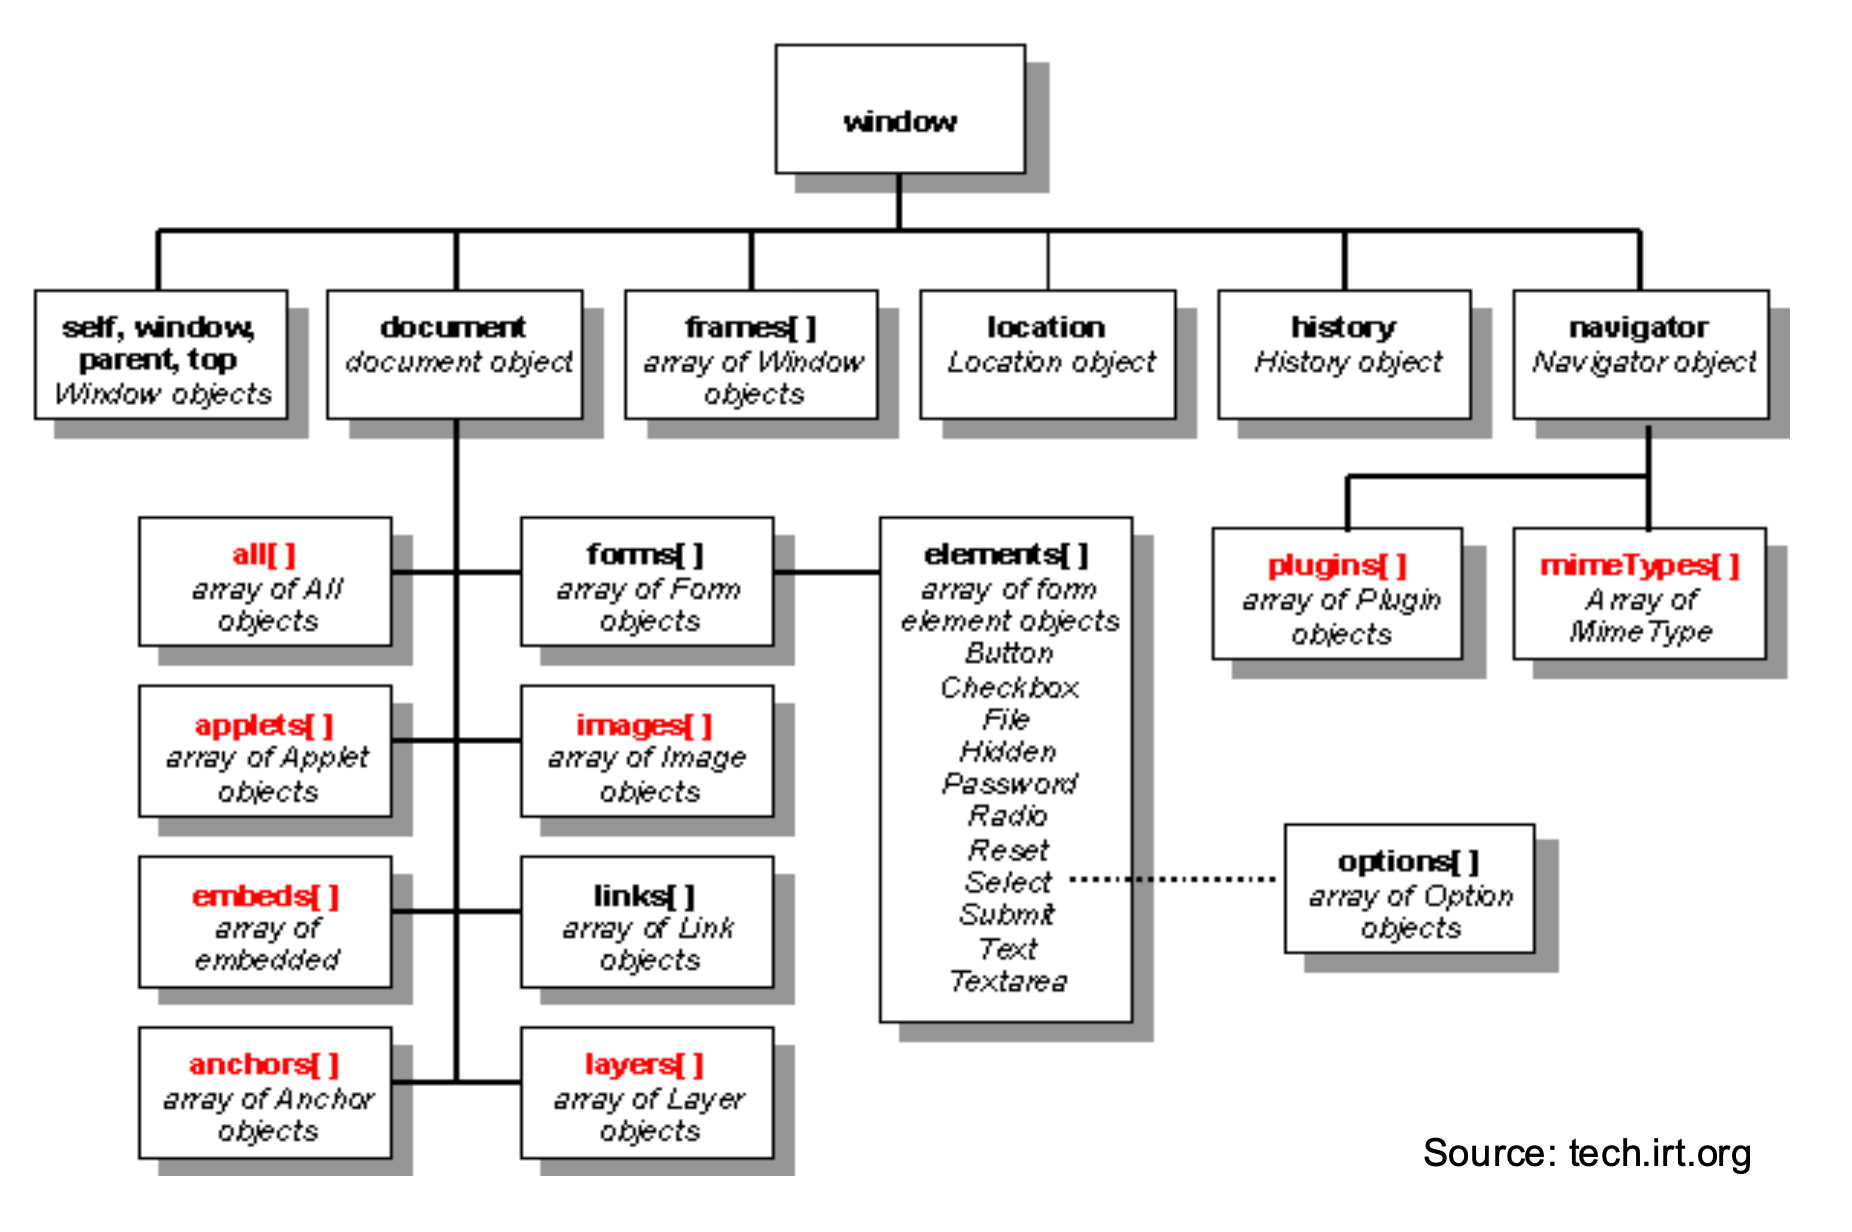 window
self, window,
parent, top
Window objects
document
document object
frames[ ]
array of Window
objects
location
Location object
history
History object
navigator
Navigator object
all[ ]
array of All
objects
forms[ ]
array of Form
objects
elements[ ]
array of form
element objects
Button
Checkbox
File
Hidden
Password
Radio
Reset
Select
Submit
Text
Textarea
plugins[ ]
array of Plugin
objects
mimeTypes[ ]
Array of
MimeType
applets[ ]
array of Applet
objects
images[ ]
array of Image
objects
embeds[ ]
array of
embedded
links[ ]
array of Link
objects
options[ ]
array of Option
objects
anchors[ ]
array of Anchor
objects
layers[ ]
array of Layer
objects
Source: tech.irt.org